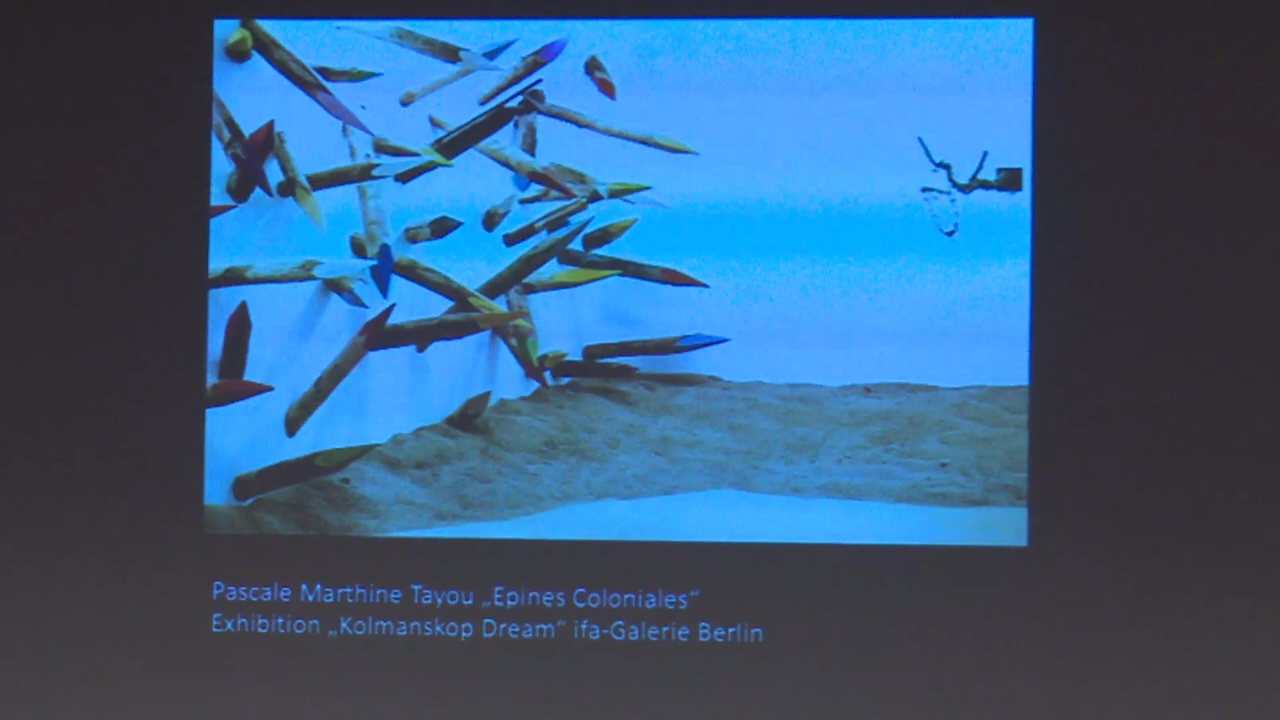 Pascale Marthine Tayou „Epines Coloniales“
Exhibition „Kolmanskop Dream“ ifa-Galerie Berlin